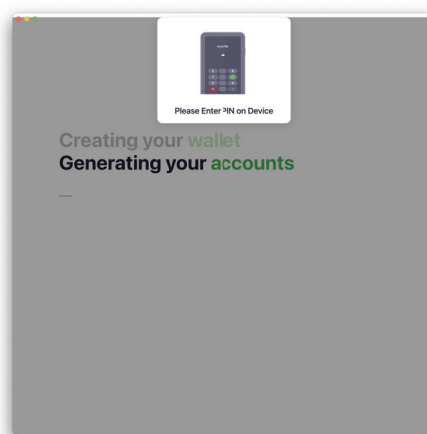 Please Enter PIN on Device
Creating your wallet
Generating your accounts